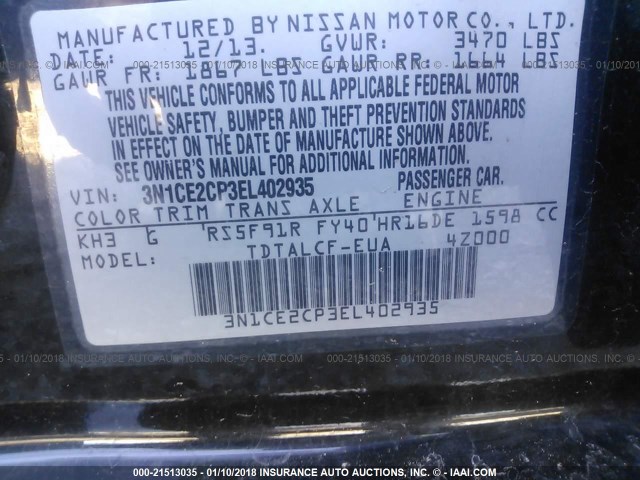 MANUFACTURED BY NISSAN MOTOR CO., LTD.
DATE: 12/13. GVWR: 3470 LBS
GAWR FR: 1867 LBS GAWR RR: 1664 LBS
THIS VEHICLE CONFORMS TO ALL APPLICABLE FEDERAL MOTOR
VEHICLE SAFETY, BUMPER AND THEFT PREVENTION STANDARDS
IN EFFECT ON THE DATE OF MANUFACTURE SHOWN ABOVE.
SEE OWNER'S MANUAL FOR ADDITIONAL INFORMATION.
VIN: 3N1CE2CP3EL402935 PASSENGER CAR.
COLOR TRIM TRANS AXLE ENGINE
KH3 G RS5F91R FY40 HR16DE 1598 CC
MODEL: TDTALCF-EUA 4Z000
3N1CE2CP3EL402935
000-21513035 - 01/10/2018 INSURANCE AUTO AUCTIONS, INC. - IAAI.COM